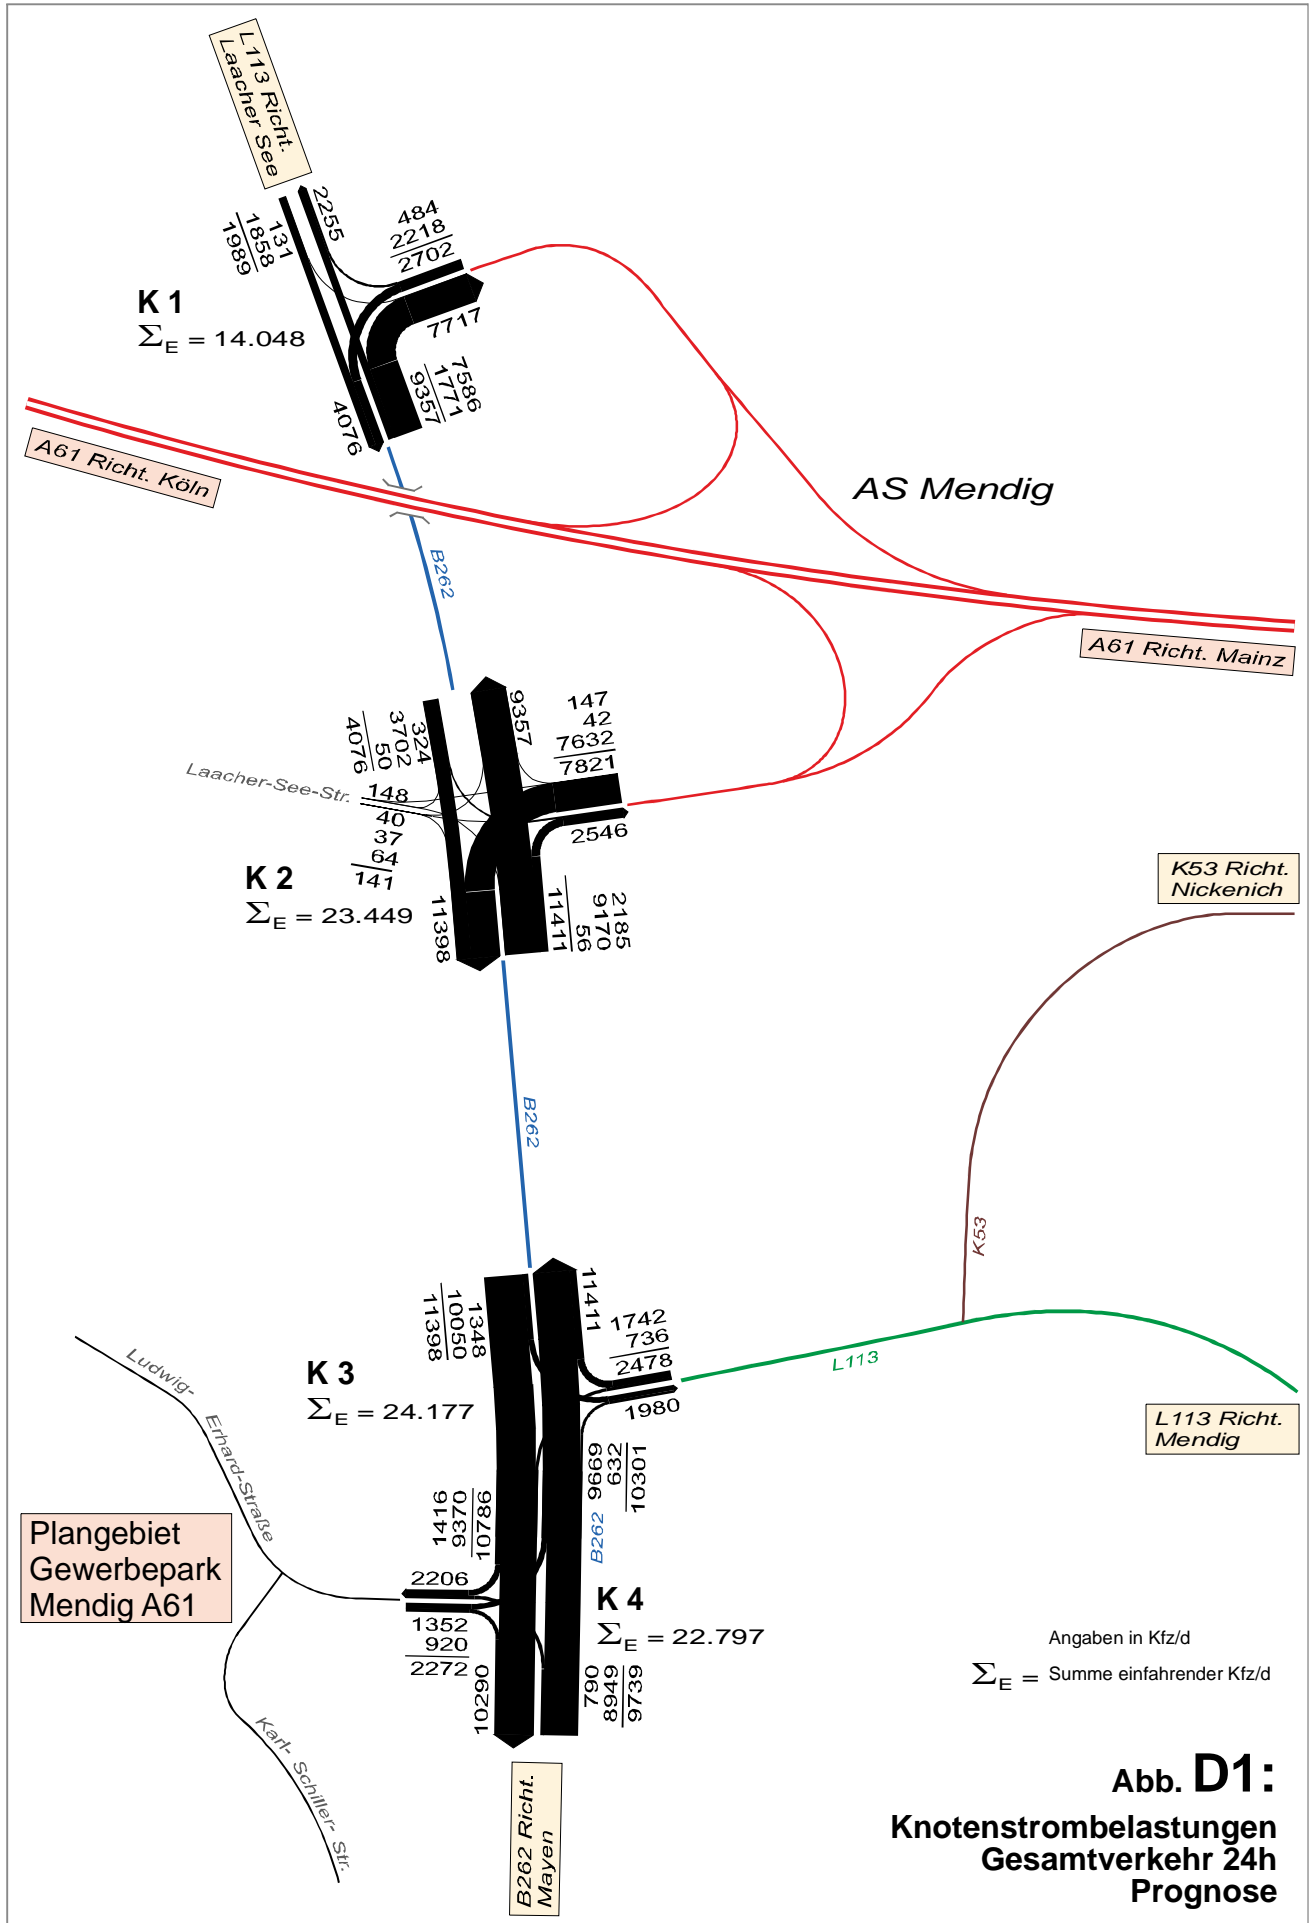 L113 Richt.
Laacher See
2255
131
1858
1989
484
2218
2702
7717
K 1
ΣE = 14.048
7586
1771
9357
4076
A61 Richt. Köln
AS Mendig
B262
A61 Richt. Mainz
9357
147
42
7632
7821
324
3702
50
4076
Laacher-See-Str.
148
40
37
64
141
2546
K 2
ΣE = 23.449
11398
2185
9170
56
11411
K53 Richt.
Nickenich
B262
K53
11411
1348
10050
11398
1742
736
2478
1980
L113
K 3
ΣE = 24.177
L113 Richt.
Mendig
Ludwig-
Erhard-Straße
9669
632
10301
1416
9370
10786
B262
Plangebiet
Gewerbepark
Mendig A61
2206
1352
920
2272
K 4
ΣE = 22.797
10290
790
8949
9739
Karl- Schiller- Str.
Angaben in Kfz/d
ΣE = Summe einfahrender Kfz/d
B262 Richt.
Mayen
Abb. D1:
Knotenstrombelastungen
Gesamtverkehr 24h
Prognose